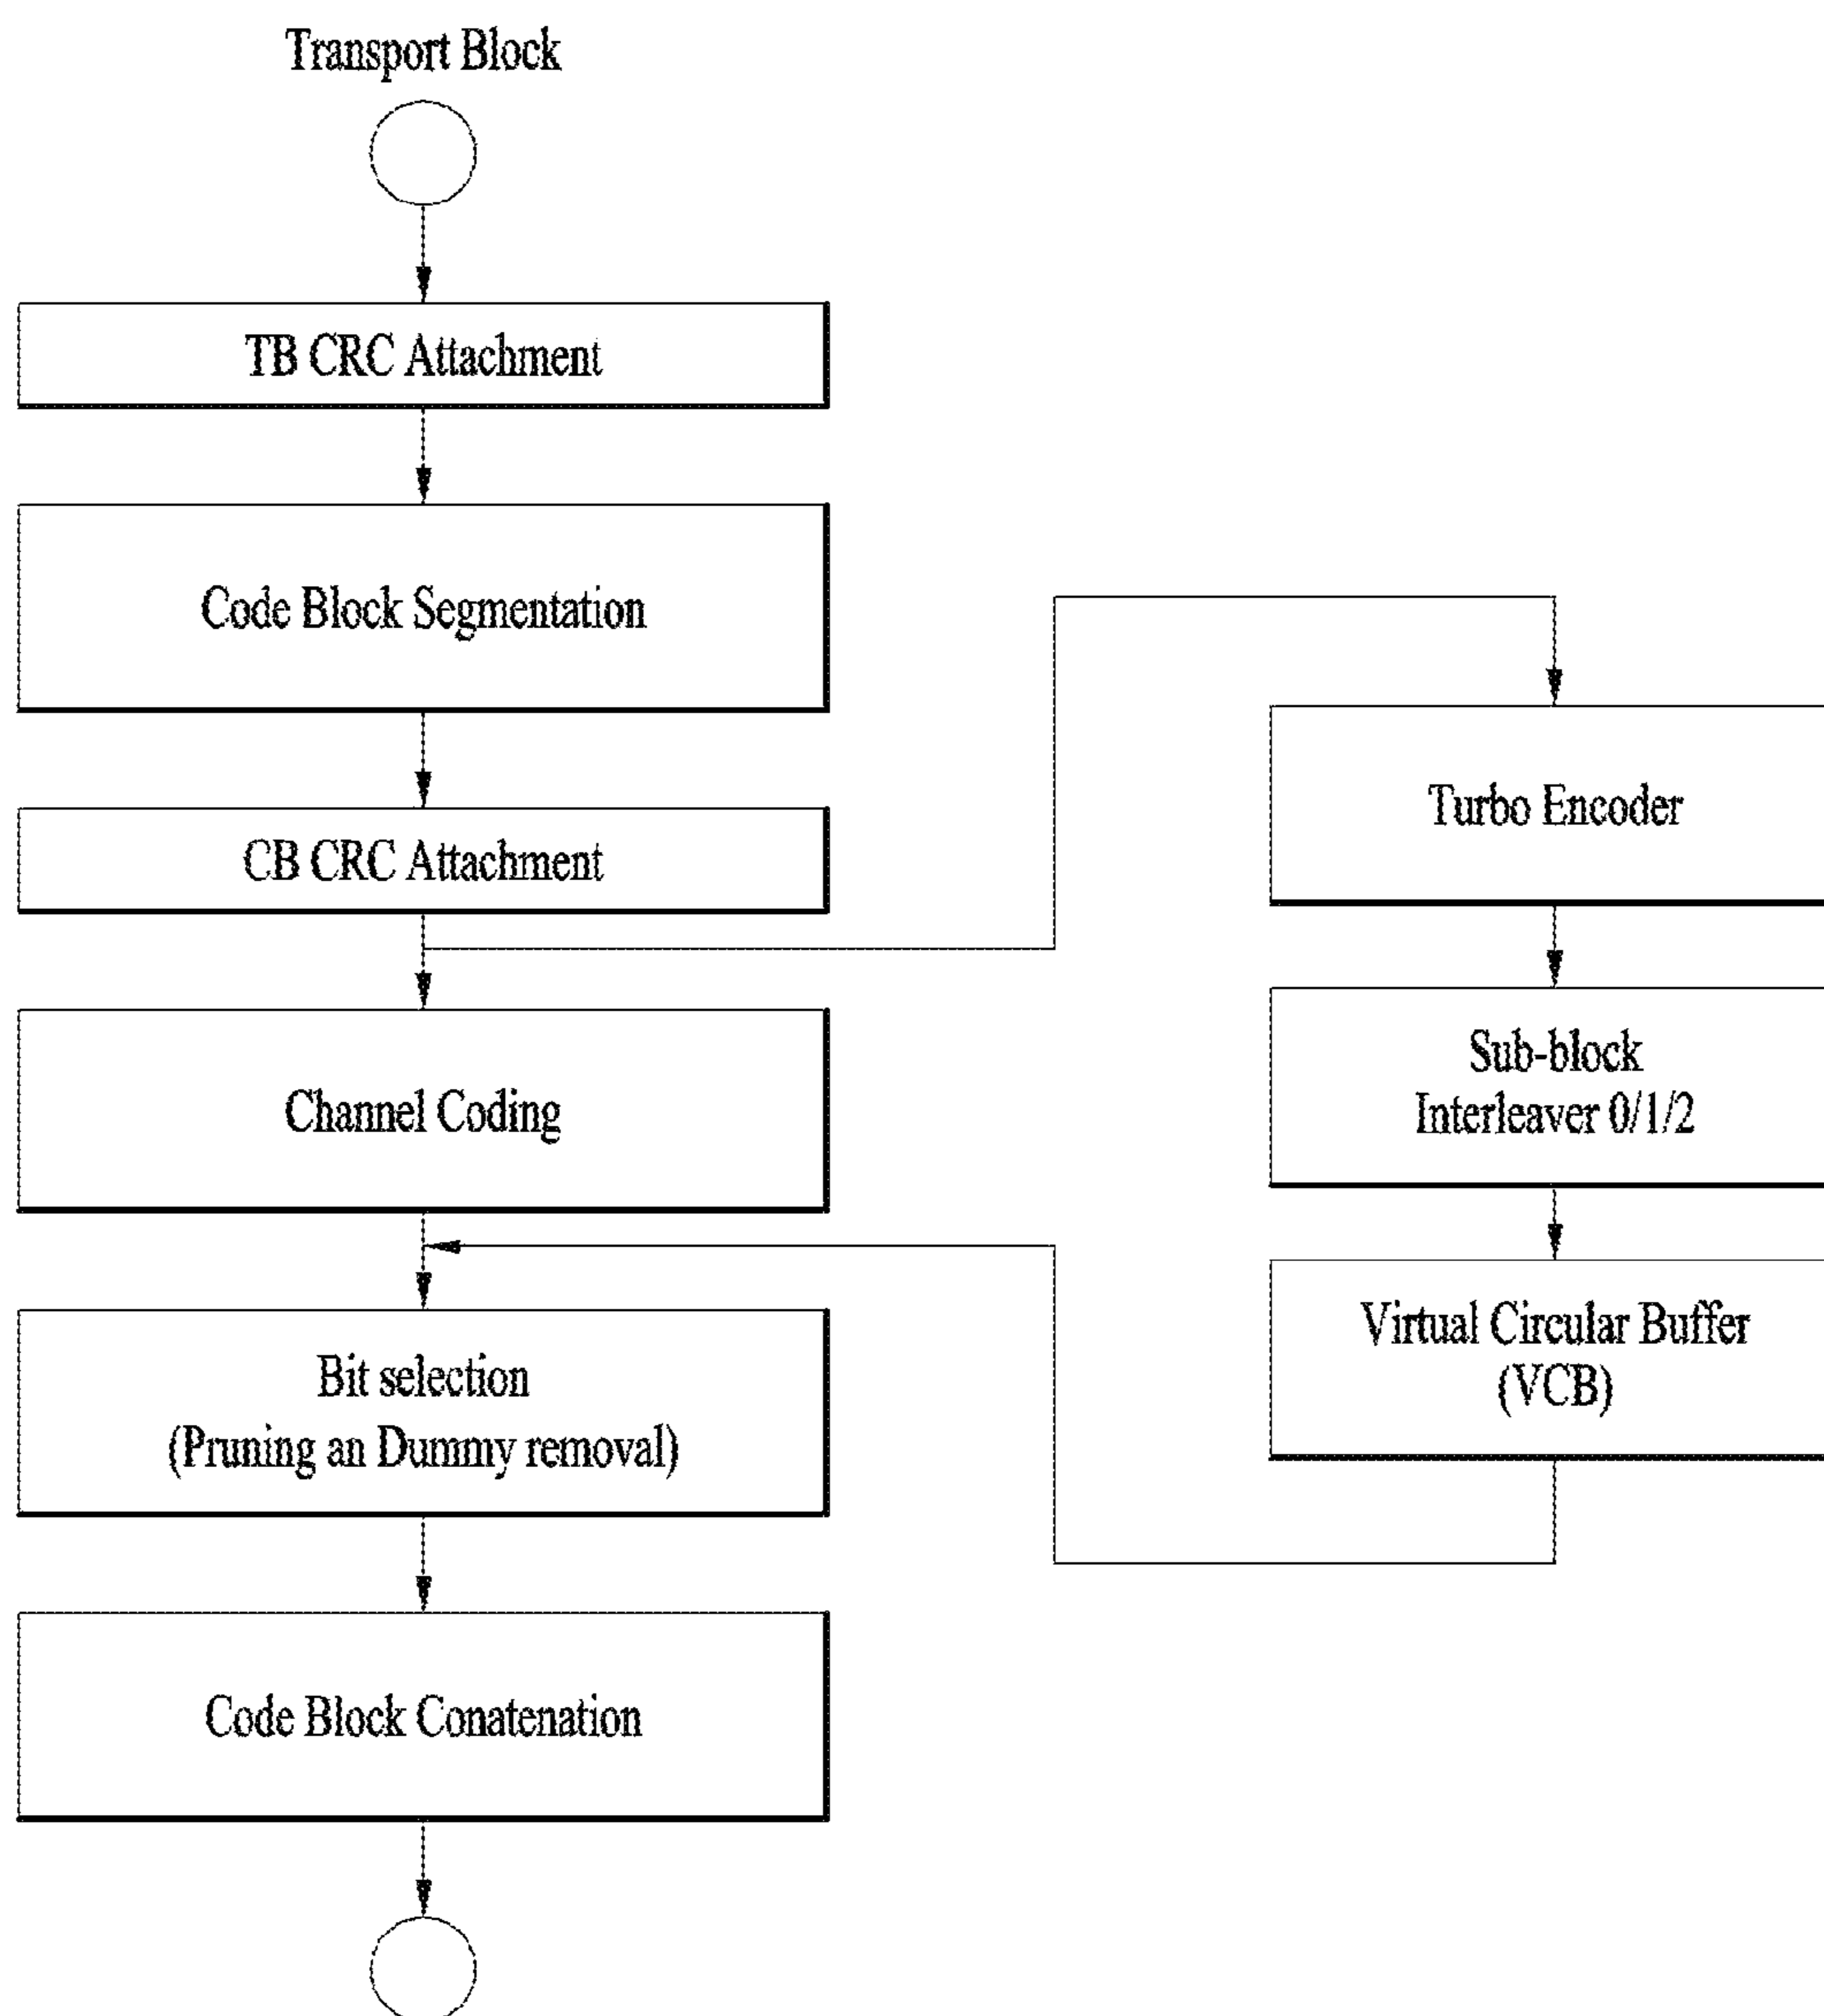 Transport Block
TB CRC Attachment
Code Block Segmentation
CB CRC Attachment
Channel Coding
Bit selection
(Pruning an Dummy removal)
Code Block Conatenation
Turbo Encoder
Sub-block
Interleaver 0/1/2
Virtual Circular Buffer
(VCB)